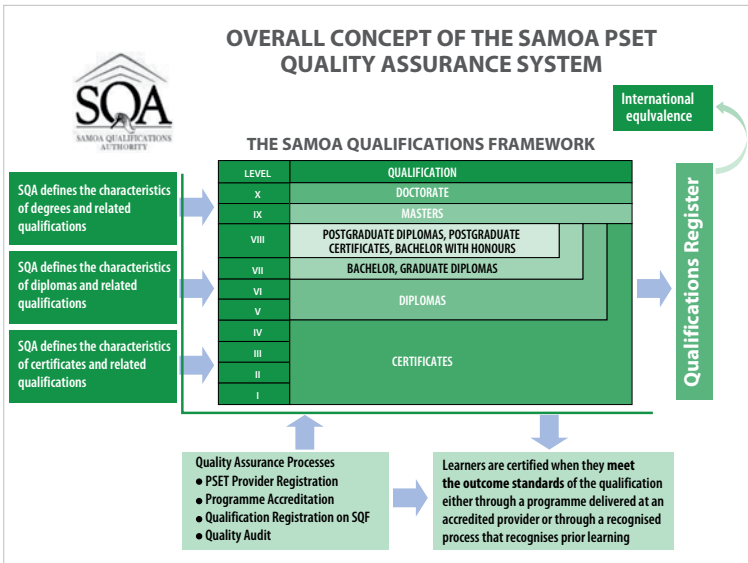 OVERALL CONCEPT OF THE SAMOA PSET
QUALITY ASSURANCE SYSTEM
SQA
SAMOA QUALIFICATIONS
AUTHORITY
International
equlvalence
THE SAMOA QUALIFICATIONS FRAMEWORK
LEVEL QUALIFICATION
X DOCTORATE
IX MASTERS
VIII POSTGRADUATE DIPLOMAS, POSTGRADUATE
CERTIFICATES, BACHELOR WITH HONOURS
VII BACHELOR, GRADUATE DIPLOMAS
VI
DIPLOMAS
V
IV
III
CERTIFICATES
II
I
SQA defines the characteristics
of degrees and related
qualifications
SQA defines the characteristics
of diplomas and related
qualifications
SQA defines the characteristics
of certificates and related
qualifications
Qualifications Register
Quality Assurance Processes
● PSET Provider Registration
● Programme Accreditation
● Qualification Registration on SQF
● Quality Audit
Learners are certified when they meet
the outcome standards of the qualification
either through a programme delivered at an
accredited provider or through a recognised
process that recognises prior learning